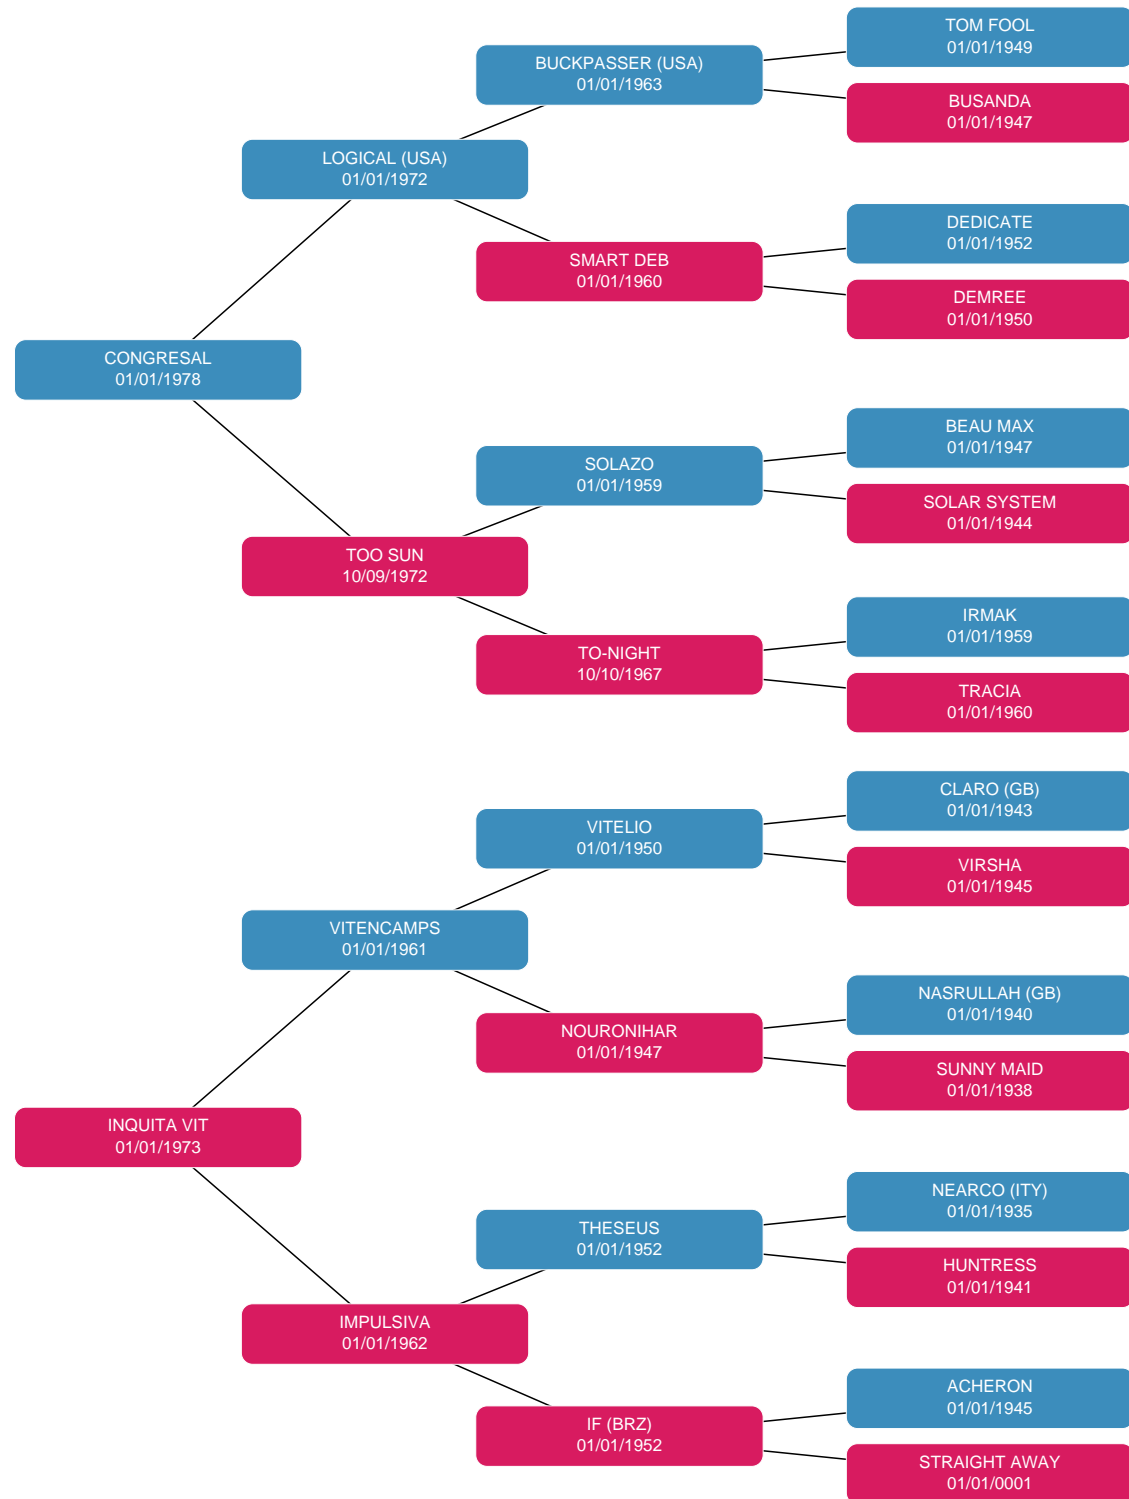 TOM FOOL
01/01/1949
BUCKPASSER (USA)
01/01/1963
BUSANDA
01/01/1947
LOGICAL (USA)
01/01/1972
DEDICATE
01/01/1952
SMART DEB
01/01/1960
DEMREE
01/01/1950
CONGRESAL
01/01/1978
BEAU MAX
01/01/1947
SOLAZO
01/01/1959
SOLAR SYSTEM
01/01/1944
TOO SUN
10/09/1972
IRMAK
01/01/1959
TO-NIGHT
10/10/1967
TRACIA
01/01/1960
CLARO (GB)
01/01/1943
VITELIO
01/01/1950
VIRSHA
01/01/1945
VITENCAMPS
01/01/1961
NASRULLAH (GB)
01/01/1940
NOURONIHAR
01/01/1947
SUNNY MAID
01/01/1938
INQUITA VIT
01/01/1973
NEARCO (ITY)
01/01/1935
THESEUS
01/01/1952
HUNTRESS
01/01/1941
IMPULSIVA
01/01/1962
ACHERON
01/01/1945
IF (BRZ)
01/01/1952
STRAIGHT AWAY
01/01/0001